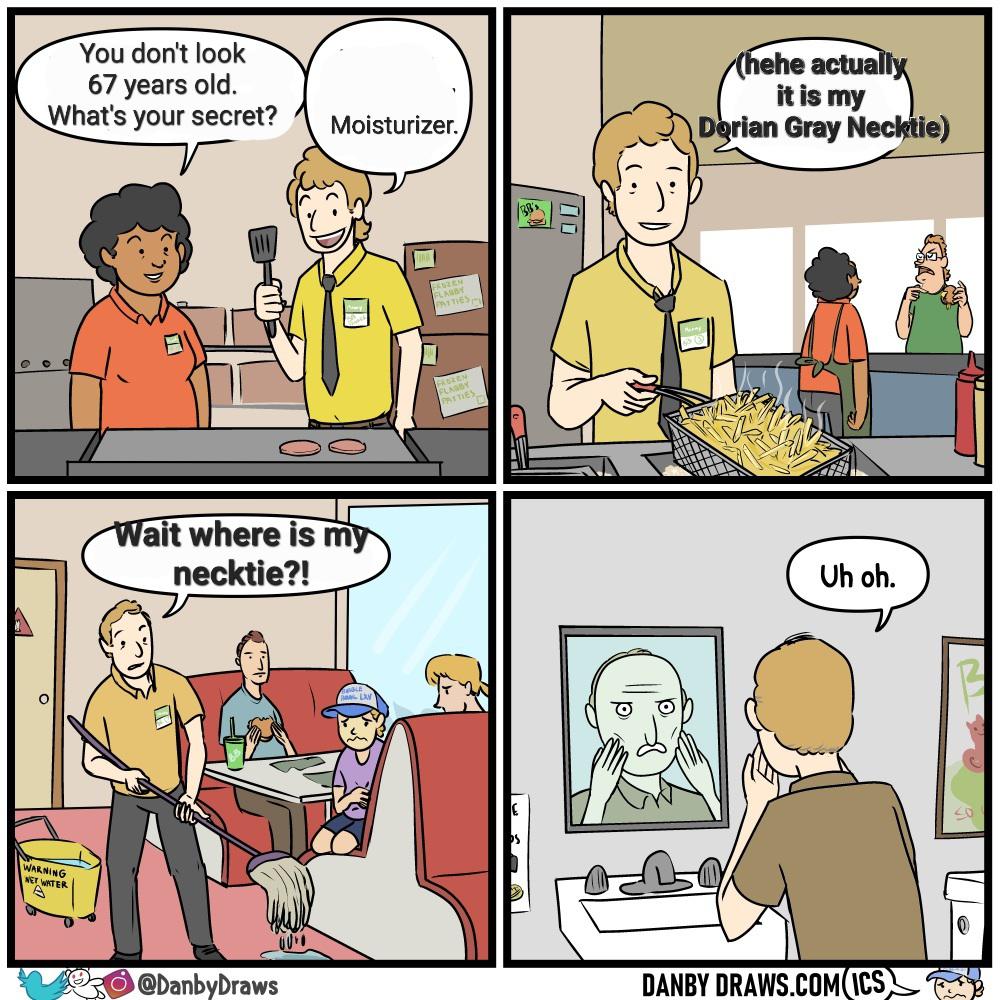 You don't look
67 years old.
What's your secret?
Moisturizer.
FROZEN
FLABBY
PATTIES
FROZEN
FLABBY
PATTIES
(hehe actually
it is my
Dorian Gray Necktie)
Wait where is my
necktie?!
WARNING
WET WATER
Uh oh.
@DanbyDraws
DANBY DRAWS.COM(ICS)